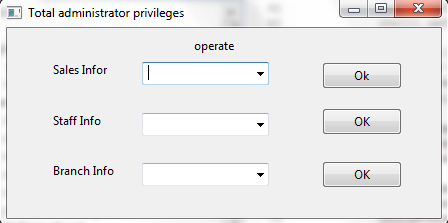 Total administrator privileges
operate
Sales Infor
Ok
Staff Info
OK
Branch Info
OK